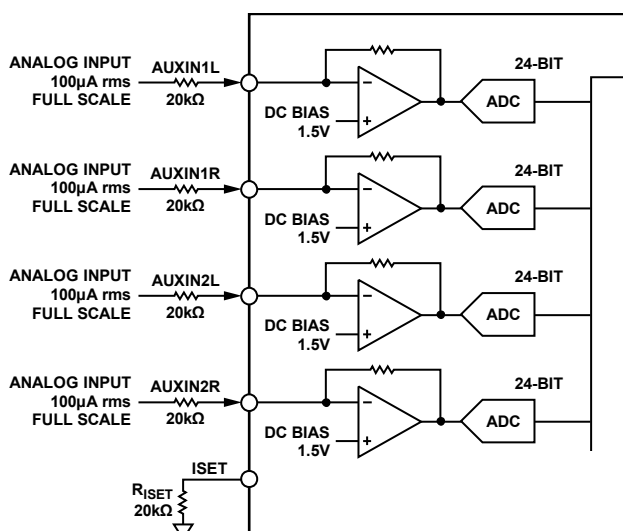 ANALOG INPUT
100µA rms
FULL SCALE
AUXIN1L
20kΩ
DC BIAS
1.5V
24-BIT
ADC
ANALOG INPUT
100µA rms
FULL SCALE
AUXIN1R
20kΩ
DC BIAS
1.5V
24-BIT
ADC
ANALOG INPUT
100µA rms
FULL SCALE
AUXIN2L
20kΩ
DC BIAS
1.5V
24-BIT
ADC
ANALOG INPUT
100µA rms
FULL SCALE
AUXIN2R
20kΩ
DC BIAS
1.5V
24-BIT
ADC
ISET
RISET
20kΩ